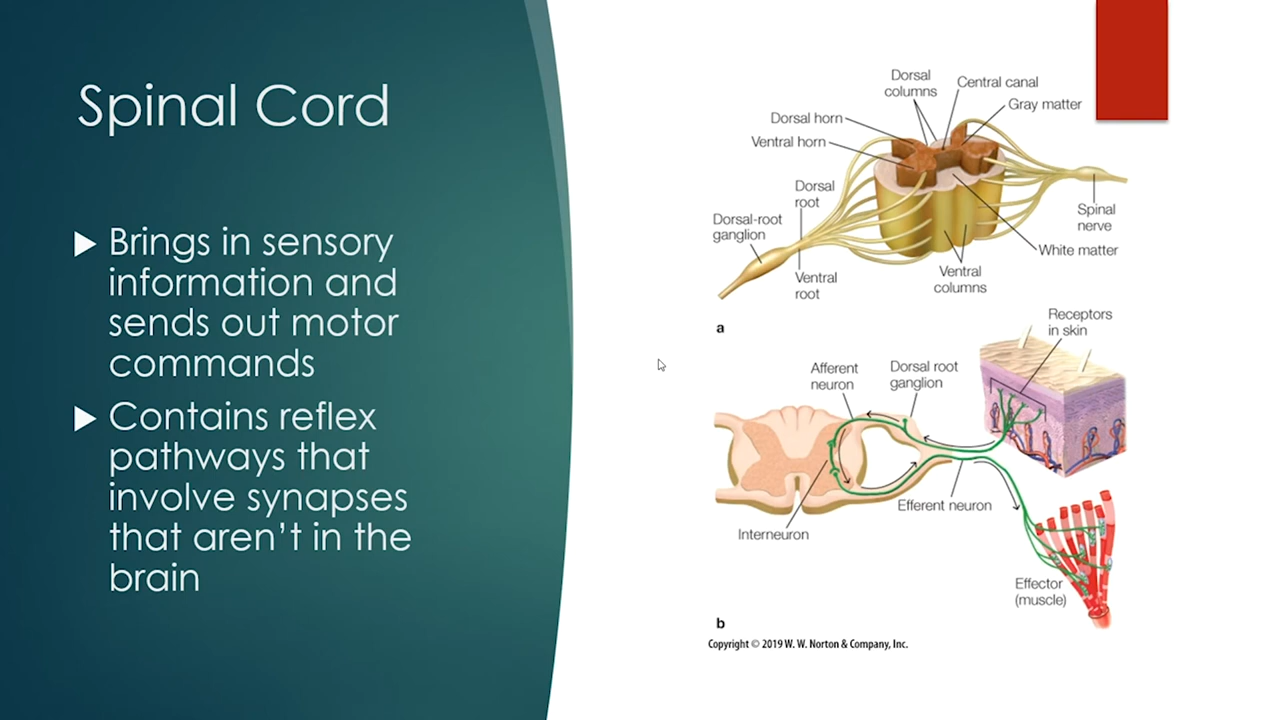 Spinal Cord
Brings in sensory
information and
sends out motor
commands
Contains reflex
pathways that
involve synapses
that aren't in the
brain
Dorsal
columns
Central canal
Gray matter
Dorsal horn
Ventral horn
Dorsal
root
Dorsal-root
ganglion
Spinal
nerve
White matter
Ventral
root
Ventral
columns
a
Receptors
in skin
Afferent
neuron
Dorsal root
ganglion
Efferent neuron
Interneuron
Effector
(muscle)
b
Copyright © 2019 W. W. Norton & Company, Inc.